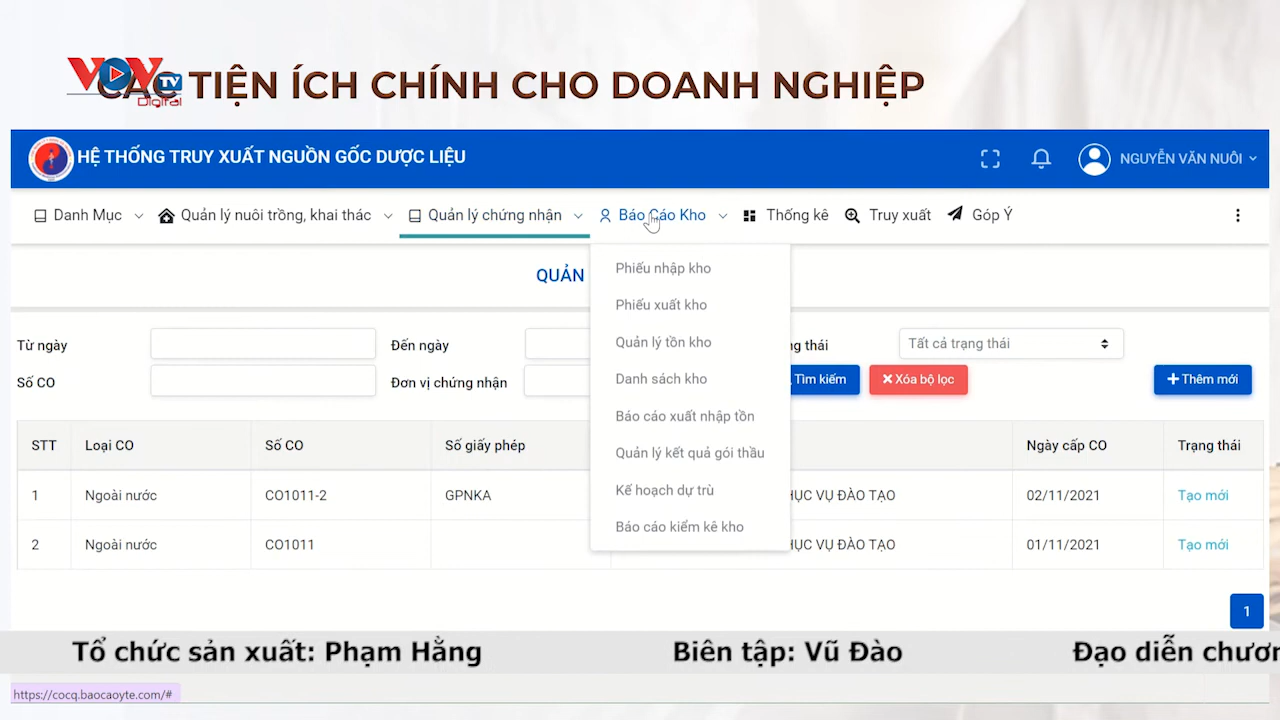 VOV TV
Digital
CÁC TIỆN ÍCH CHÍNH CHO DOANH NGHIỆP
HỆ THỐNG TRUY XUẤT NGUỒN GỐC DƯỢC LIỆU
NGUYỄN VĂN NUÔI
Danh Mục Quản lý nuôi trồng, khai thác Quản lý chứng nhận Báo Cáo Kho Thống kê Truy xuất Góp Ý
QUẢN
Phiếu nhập kho
Phiếu xuất kho
Quản lý tồn kho
Danh sách kho
Báo cáo xuất nhập tồn
Quản lý kết quả gói thầu
Kế hoạch dự trù
Báo cáo kiểm kê kho
Từ ngày Đến ngày thái Tất cả trạng thái
Số CO Đơn vị chứng nhận Tìm kiếm Xóa bộ lọc Thêm mới
STT Loại CO Số CO Số giấy phép Ngày cấp CO Trạng thái
1 Ngoài nước CO1011-2 GPNKA VỤ ĐÀO TẠO 02/11/2021 Tạo mới
2 Ngoài nước CO1011 VỤ ĐÀO TẠO 01/11/2021 Tạo mới
1
Tổ chức sản xuất: Phạm Hằng Biên tập: Vũ Đào Đạo diễn
https://cocq.baocaoyte.com/#